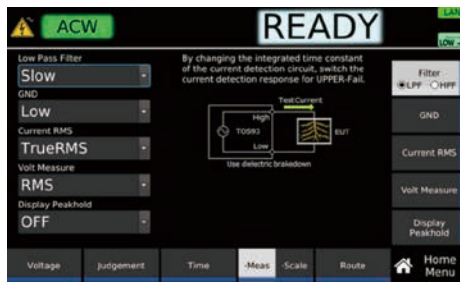 ACW
READY
LAN
LOW
Low Pass Filter
Slow
GND
Low
Current RMS
TrueRMS
Volt Measure
RMS
Display Peakhold
OFF
By changing the integrated time constant
of the current detection circuit, switch the
current detection response for UPPER-Fail.
TestCurrent
High
TOS93
EUT
Low
Use dielectric brakedown
Filter
LPF HPF
GND
Current RMS
Volt Measure
Display
Peakhold
Voltage Judgement Time -Meas -Scale Route
Home
Menu